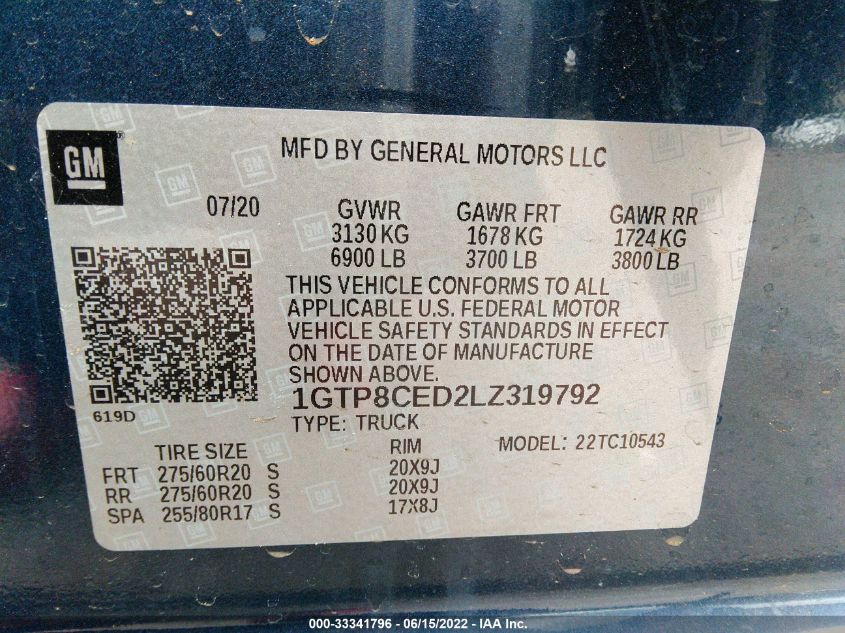 GM
MFD BY GENERAL MOTORS LLC
07/20
GVWR GAWR FRT GAWR RR
3130 KG 1678 KG 1724 KG
6900 LB 3700 LB 3800 LB
THIS VEHICLE CONFORMS TO ALL
APPLICABLE U.S. FEDERAL MOTOR
VEHICLE SAFETY STANDARDS IN EFFECT
ON THE DATE OF MANUFACTURE
SHOWN ABOVE.
1GTP8CED2LZ319792
619D
TYPE: TRUCK MODEL: 22TC10543
TIRE SIZE RIM
FRT 275/60R20 S 20X9J
RR 275/60R20 S 20X9J
SPA 255/80R17 S 17X8J
000-33341796 - 06/15/2022 - IAA Inc.